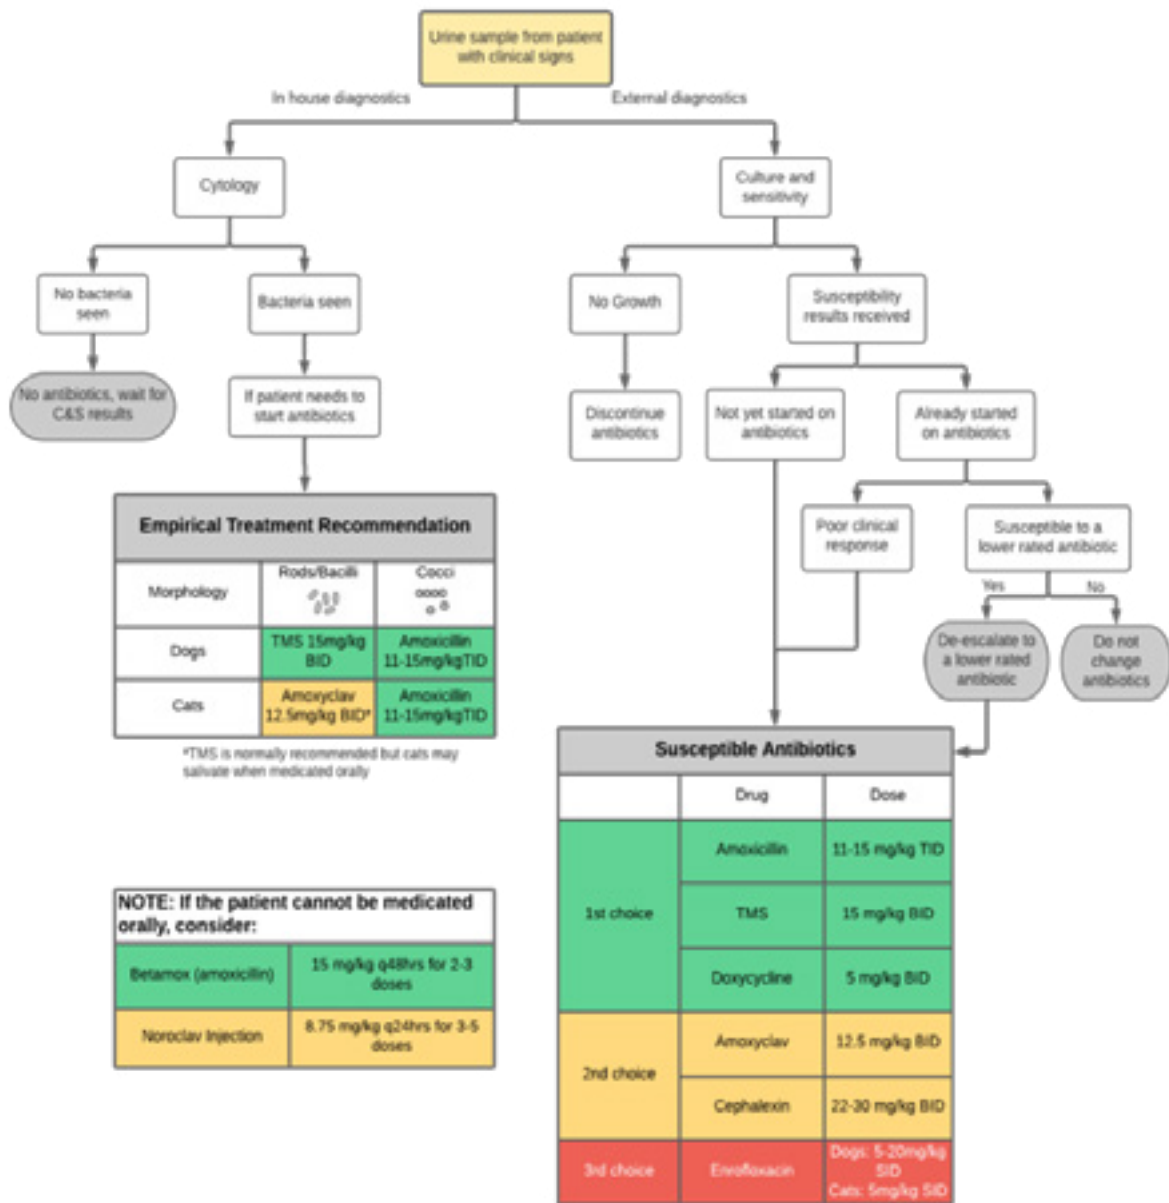 Urine sample from patient
with clinical signs
In house diagnostics
External diagnostics
Cytology
Culture and
sensitivity
No bacteria
seen
Bacteria seen
No Growth
Susceptibility
results received
No antibiotics, wait for
C&S results
If patient needs to
start antibiotics
Discontinue
antibiotics
Not yet started on
antibiotics
Already started
on antibiotics
Poor clinical
response
Susceptible to a
lower rated antibiotic
Yes
No
De-escalate to
a lower rated
antibiotic
Do not
change
antibiotics
Empirical Treatment Recommendation
Morphology
Rods/Bacilli
Cocci
Dogs
TMS 15mg/kg
BID
Amoxicillin
11-15mg/kgTID
Cats
Amoxyclav
12.5mg/kg BID*
Amoxicillin
11-15mg/kgTID
*TMS is normally recommended but cats may
salivate when medicated orally
NOTE: If the patient cannot be medicated
orally, consider:
Betamox (amoxicillin)
15 mg/kg q48hrs for 2-3
doses
Noroclav Injection
8.75 mg/kg q24hrs for 3-5
doses
Susceptible Antibiotics
Drug
Dose
1st choice
Amoxicillin
11-15 mg/kg TID
TMS
15 mg/kg BID
Doxycycline
5 mg/kg BID
2nd choice
Amoxyclav
12.5 mg/kg BID
Cephalexin
22-30 mg/kg BID
3rd choice
Enrofloxacin
Dogs: 5-20mg/kg
SID
Cats: 5mg/kg SID